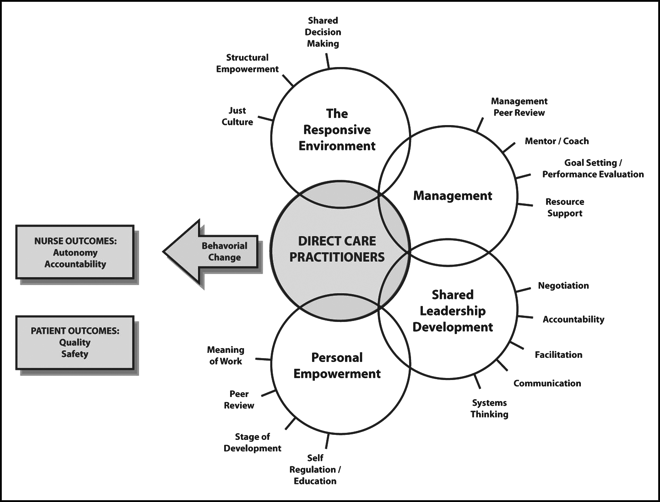 Shared
Decision
Making
Structural
Empowerment
Just
Culture
The
Responsive
Environment
Management
Peer Review
Mentor / Coach
Goal Setting /
Performance Evaluation
Resource
Support
Management
DIRECT CARE
PRACTITIONERS
Behavorial
Change
NURSE OUTCOMES:
Autonomy
Accountability
PATIENT OUTCOMES:
Quality
Safety
Shared
Leadership
Development
Negotiation
Accountability
Facilitation
Communication
Systems
Thinking
Personal
Empowerment
Meaning
of Work
Peer
Review
Stage of
Development
Self
Regulation /
Education